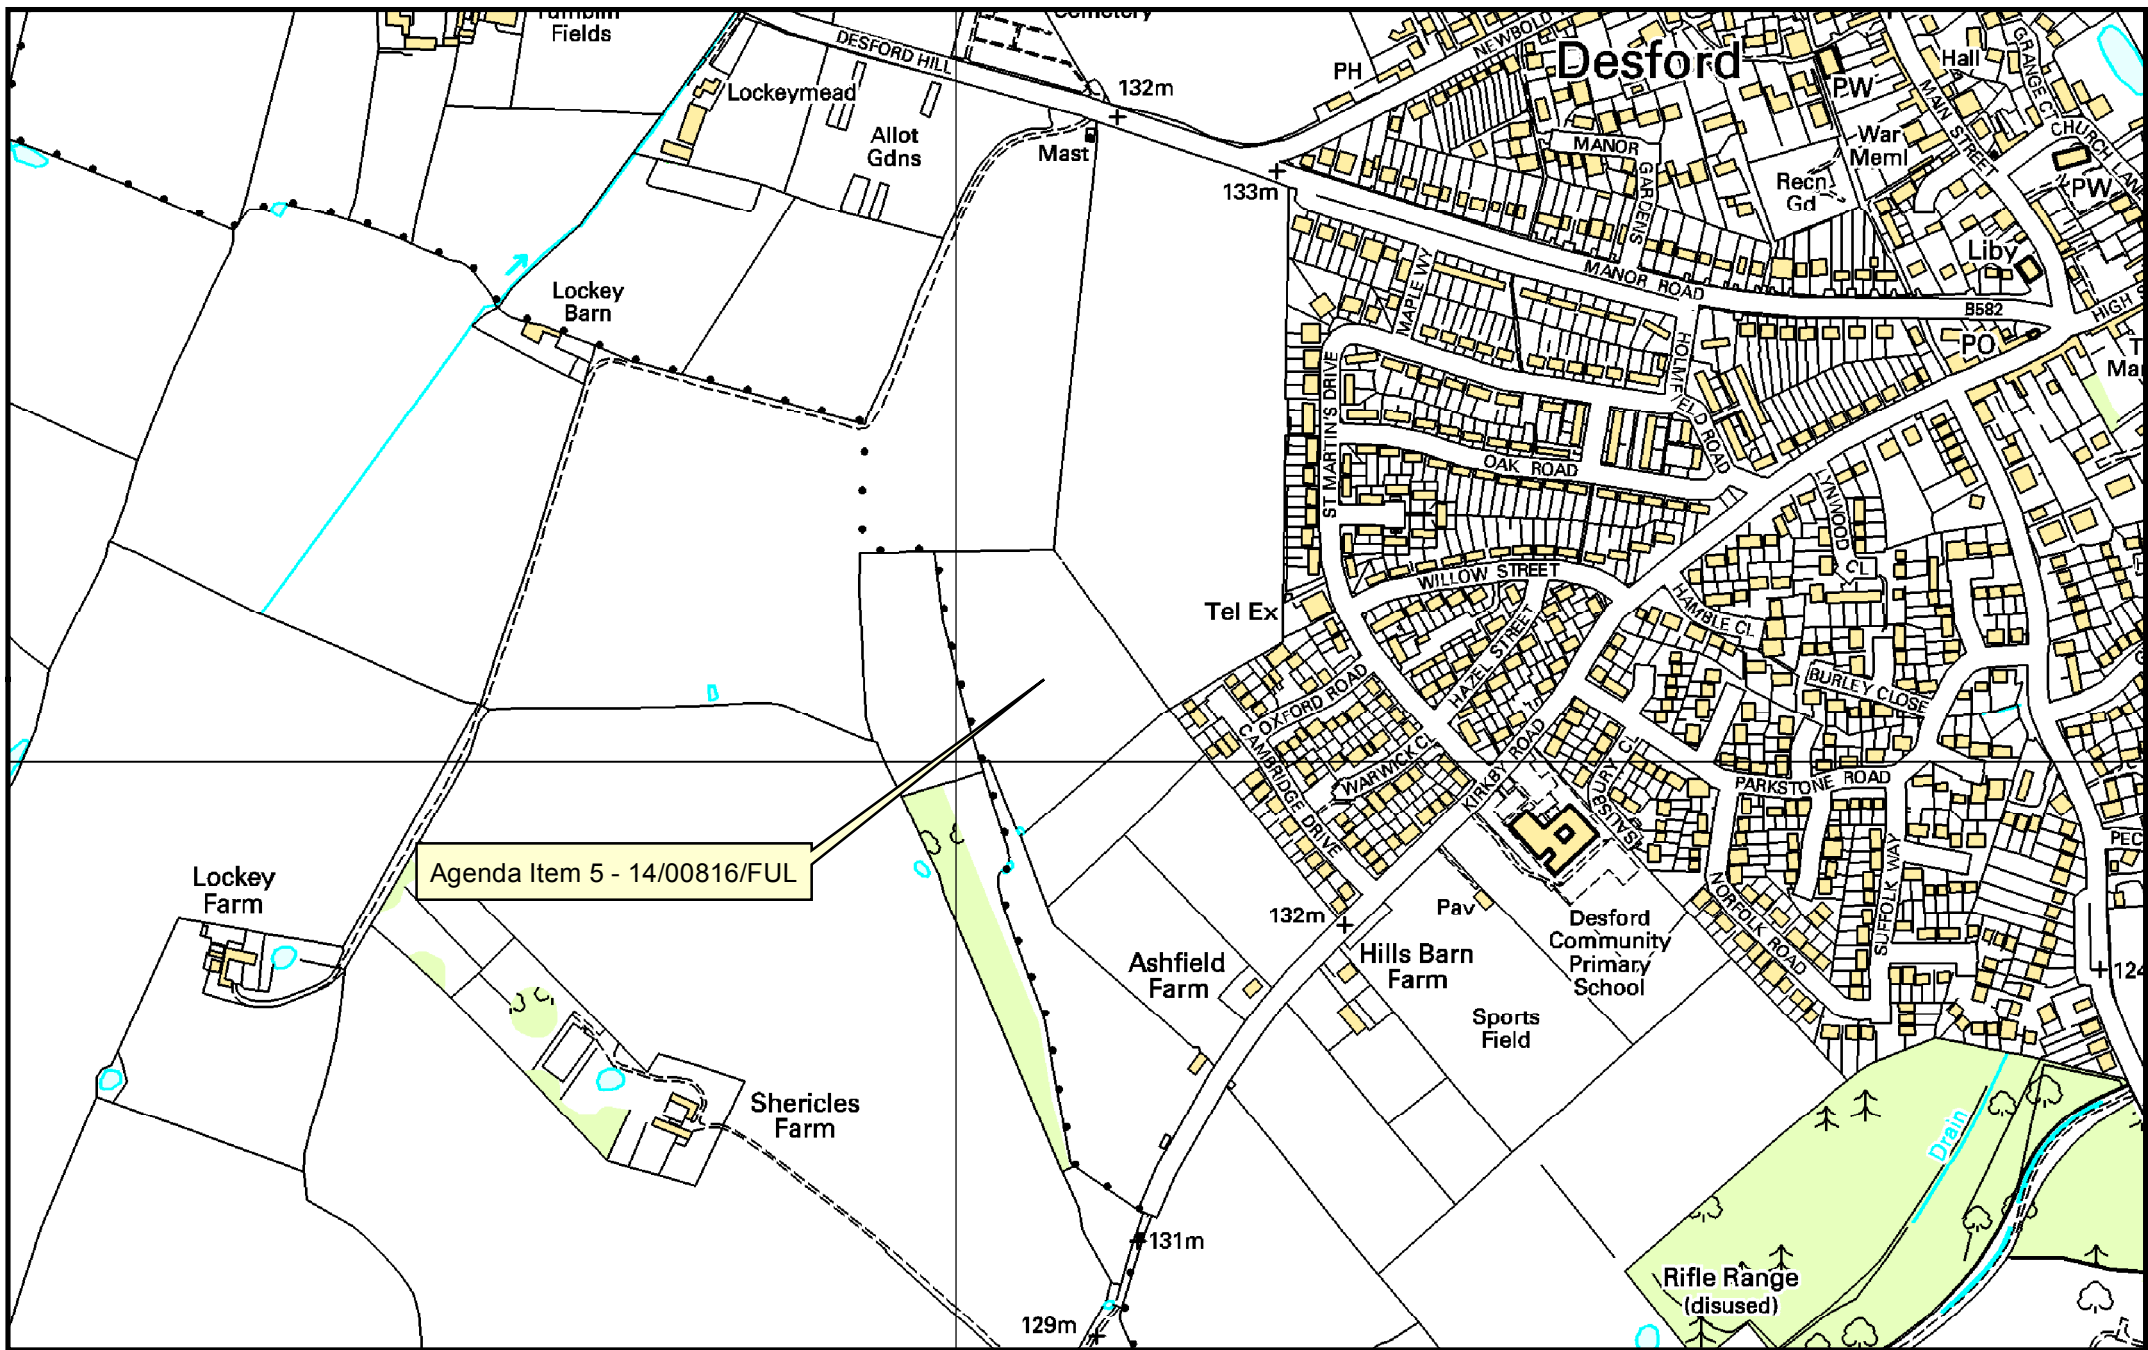 Fields
Cemetery
DESFORD HILL
NEWBOLD
Desford
Hall
GRANGE CT
PH
132m
PW
MAIN STREET
Lockeymead
Allot
Gdns
Mast
MANOR
GARDENS
War
Meml
CHURCH LAN
133m
Recn
Gd
PW
Liby
MAPLE WY
MANOR ROAD
B582
HIGH S
Lockey
Barn
HOLMFIELD ROAD
PO
ST MARTIN'S DRIVE
OAK ROAD
LYNWOOD CL
WILLOW STREET
Tel Ex
HAMBLE CL
HAZEL STREET
OXFORD ROAD
BURLEY CLOSE
CAMBRIDGE DRIVE
WARWICK CL
KIRKBY ROAD
SALISBURY CL
PARKSTONE ROAD
PEC
Agenda Item 5 - 14/00816/FUL
Lockey
Farm
132m
Pav
Desford
Community
Primary
School
NORFOLK ROAD
SUFFOLK WAY
Ashfield
Farm
Hills Barn
Farm
124
Sports
Field
Shericles
Farm
Drain
131m
Rifle Range
(disused)
129m